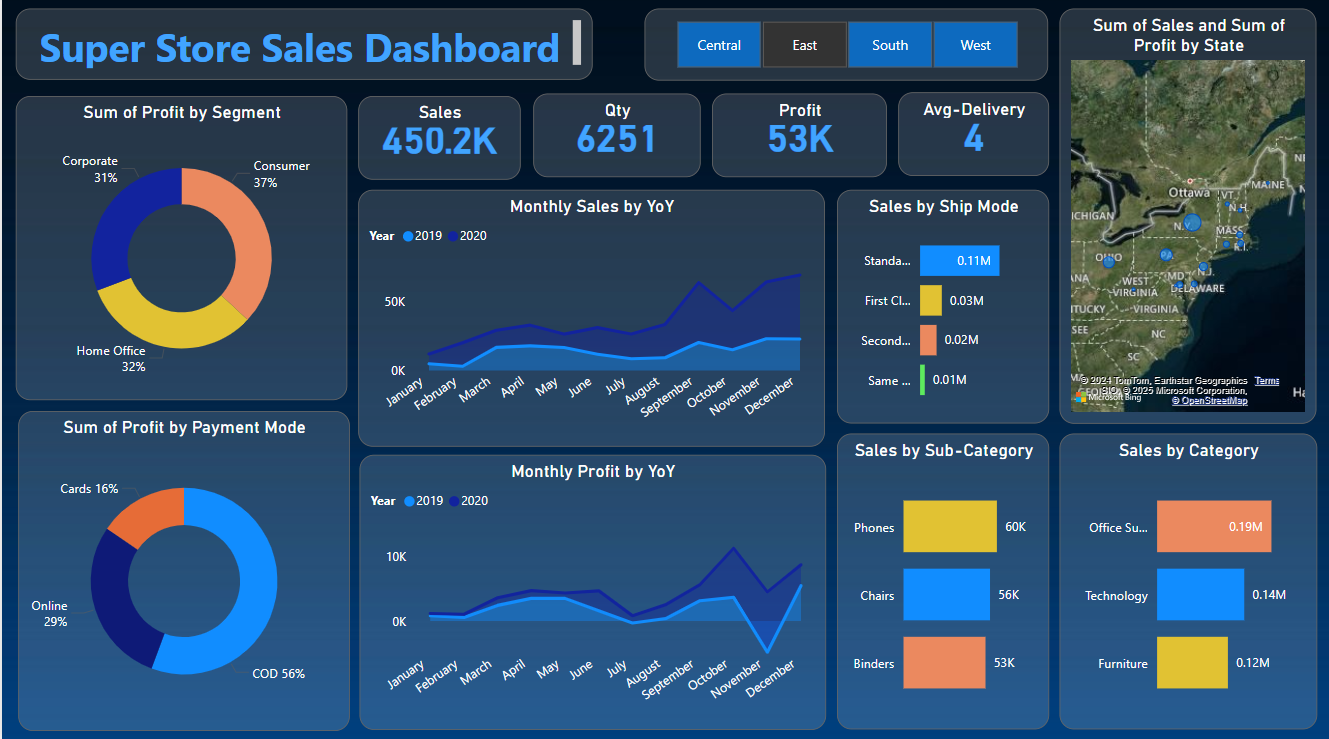 Super Store Sales Dashboard
Central
East
South
West
Sum of Sales and Sum of
Profit by State
Sum of Profit by Segment
Corporate
31%
Consumer
37%
Home Office
32%
Sales
450.2K
Qty
6251
Profit
53K
Avg-Delivery
4
Monthly Sales by YoY
Year 2019 2020
50K
0K
January
February
March
April
May
June
July
August
September
October
November
December
Sales by Ship Mode
Standa... 0.11M
First Cl... 0.03M
Second... 0.02M
Same ... 0.01M
Ottawa
MAINE
VT.
N.H.
ICHIGAN
N.Y.
MASS.
R.I.
OHIO
PA.
N.J.
ANA
WEST
VIRGINIA
MD.
DELAWARE
TUCKY
VIRGINIA
SEE
NC
SC
© 2024 TomTom, Earthstar Geographics
Terms
SIO, © 2025 Microsoft Corporation,
Microsoft Bing
© OpenStreetMap
Sum of Profit by Payment Mode
Cards 16%
Online
29%
COD 56%
Monthly Profit by YoY
Year 2019 2020
10K
0K
January
February
March
April
May
June
July
August
September
October
November
December
Sales by Sub-Category
Phones 60K
Chairs 56K
Binders 53K
Sales by Category
Office Su... 0.19M
Technology 0.14M
Furniture 0.12M